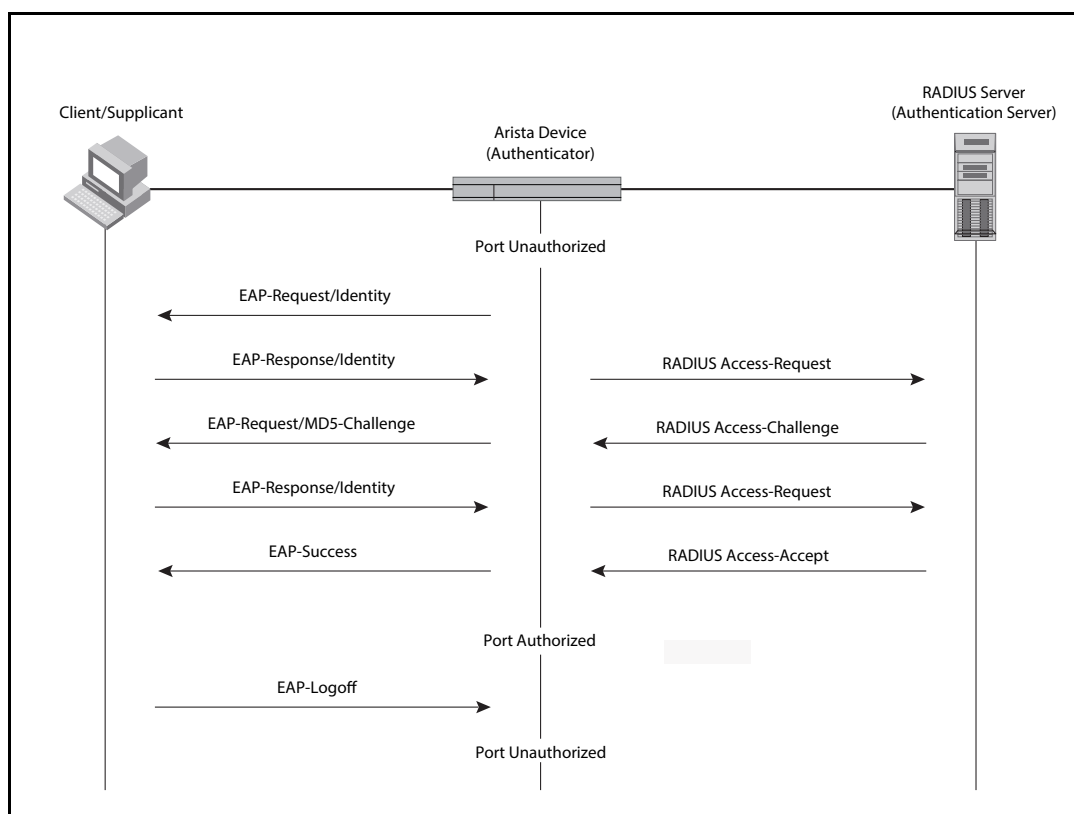 Client/Supplicant
Arista Device
(Authenticator)
RADIUS Server
(Authentication Server)
Port Unauthorized
EAP-Request/Identity
EAP-Response/Identity
RADIUS Access-Request
EAP-Request/MD5-Challenge
RADIUS Access-Challenge
EAP-Response/Identity
RADIUS Access-Request
EAP-Success
RADIUS Access-Accept
Port Authorized
EAP-Logoff
Port Unauthorized